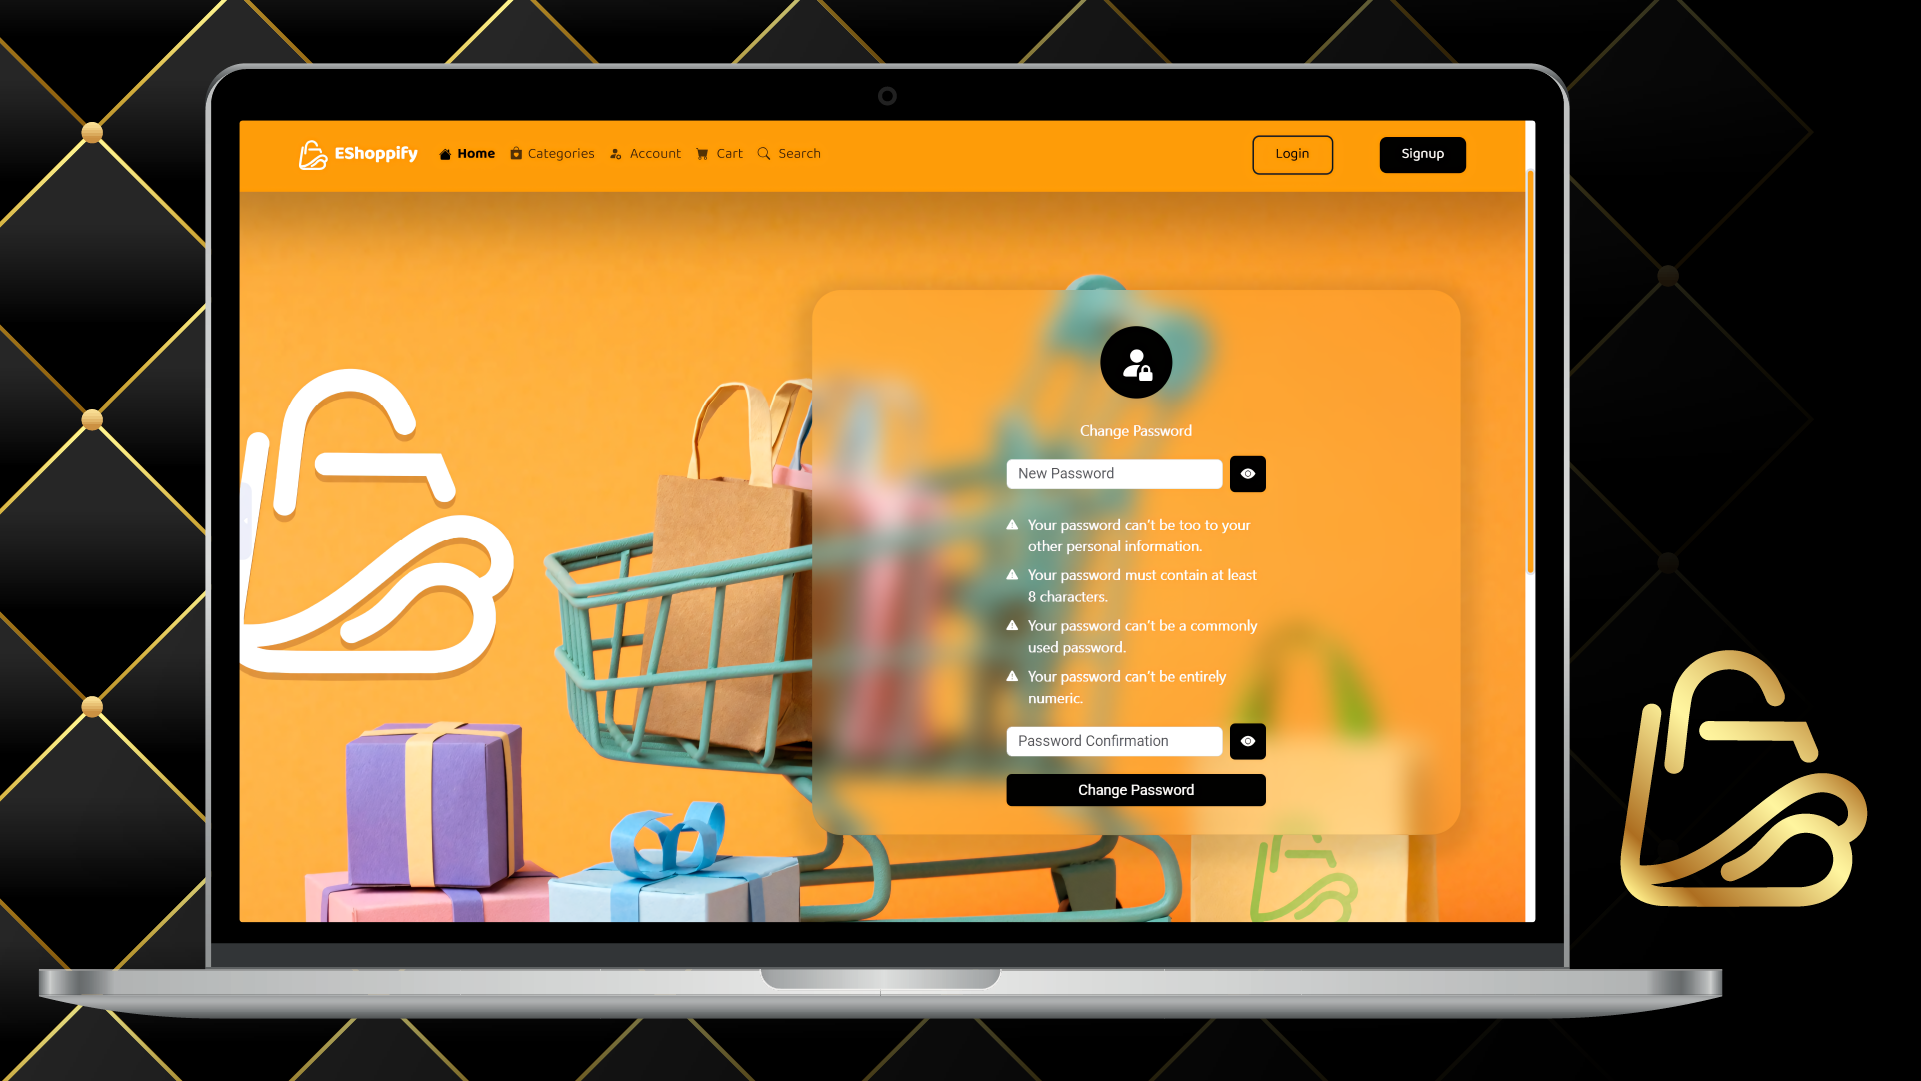 EShoppify Home Categories Account Cart Search Login Signup
Change Password
New Password
Your password can't be too to your
other personal information.
Your password must contain at least
8 characters.
Your password can't be a commonly
used password.
Your password can't be entirely
numeric.
Password Confirmation
Change Password